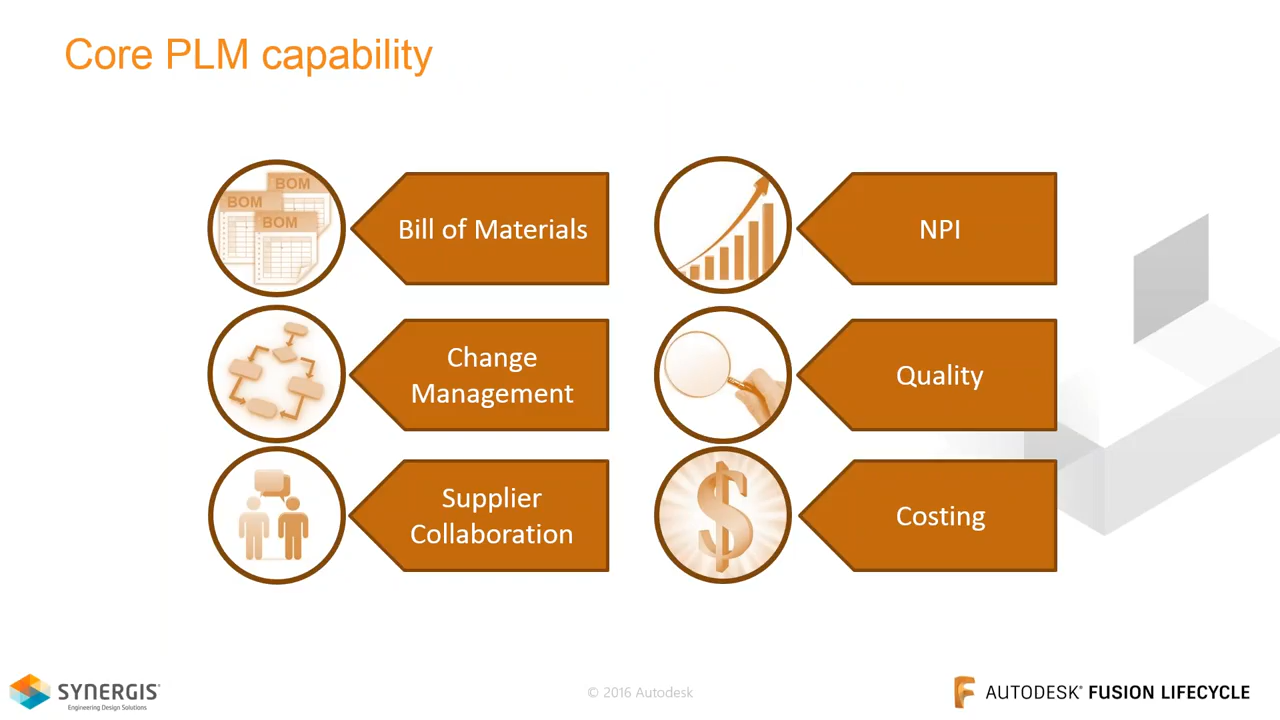 Core PLM capability
BOM
BOM
BOM
Bill of Materials
NPI
Change
Management
Quality
Supplier
Collaboration
Costing
SYNERGIS®
Engineering Design Solutions
© 2016 Autodesk
AUTODESK® FUSION LIFECYCLE